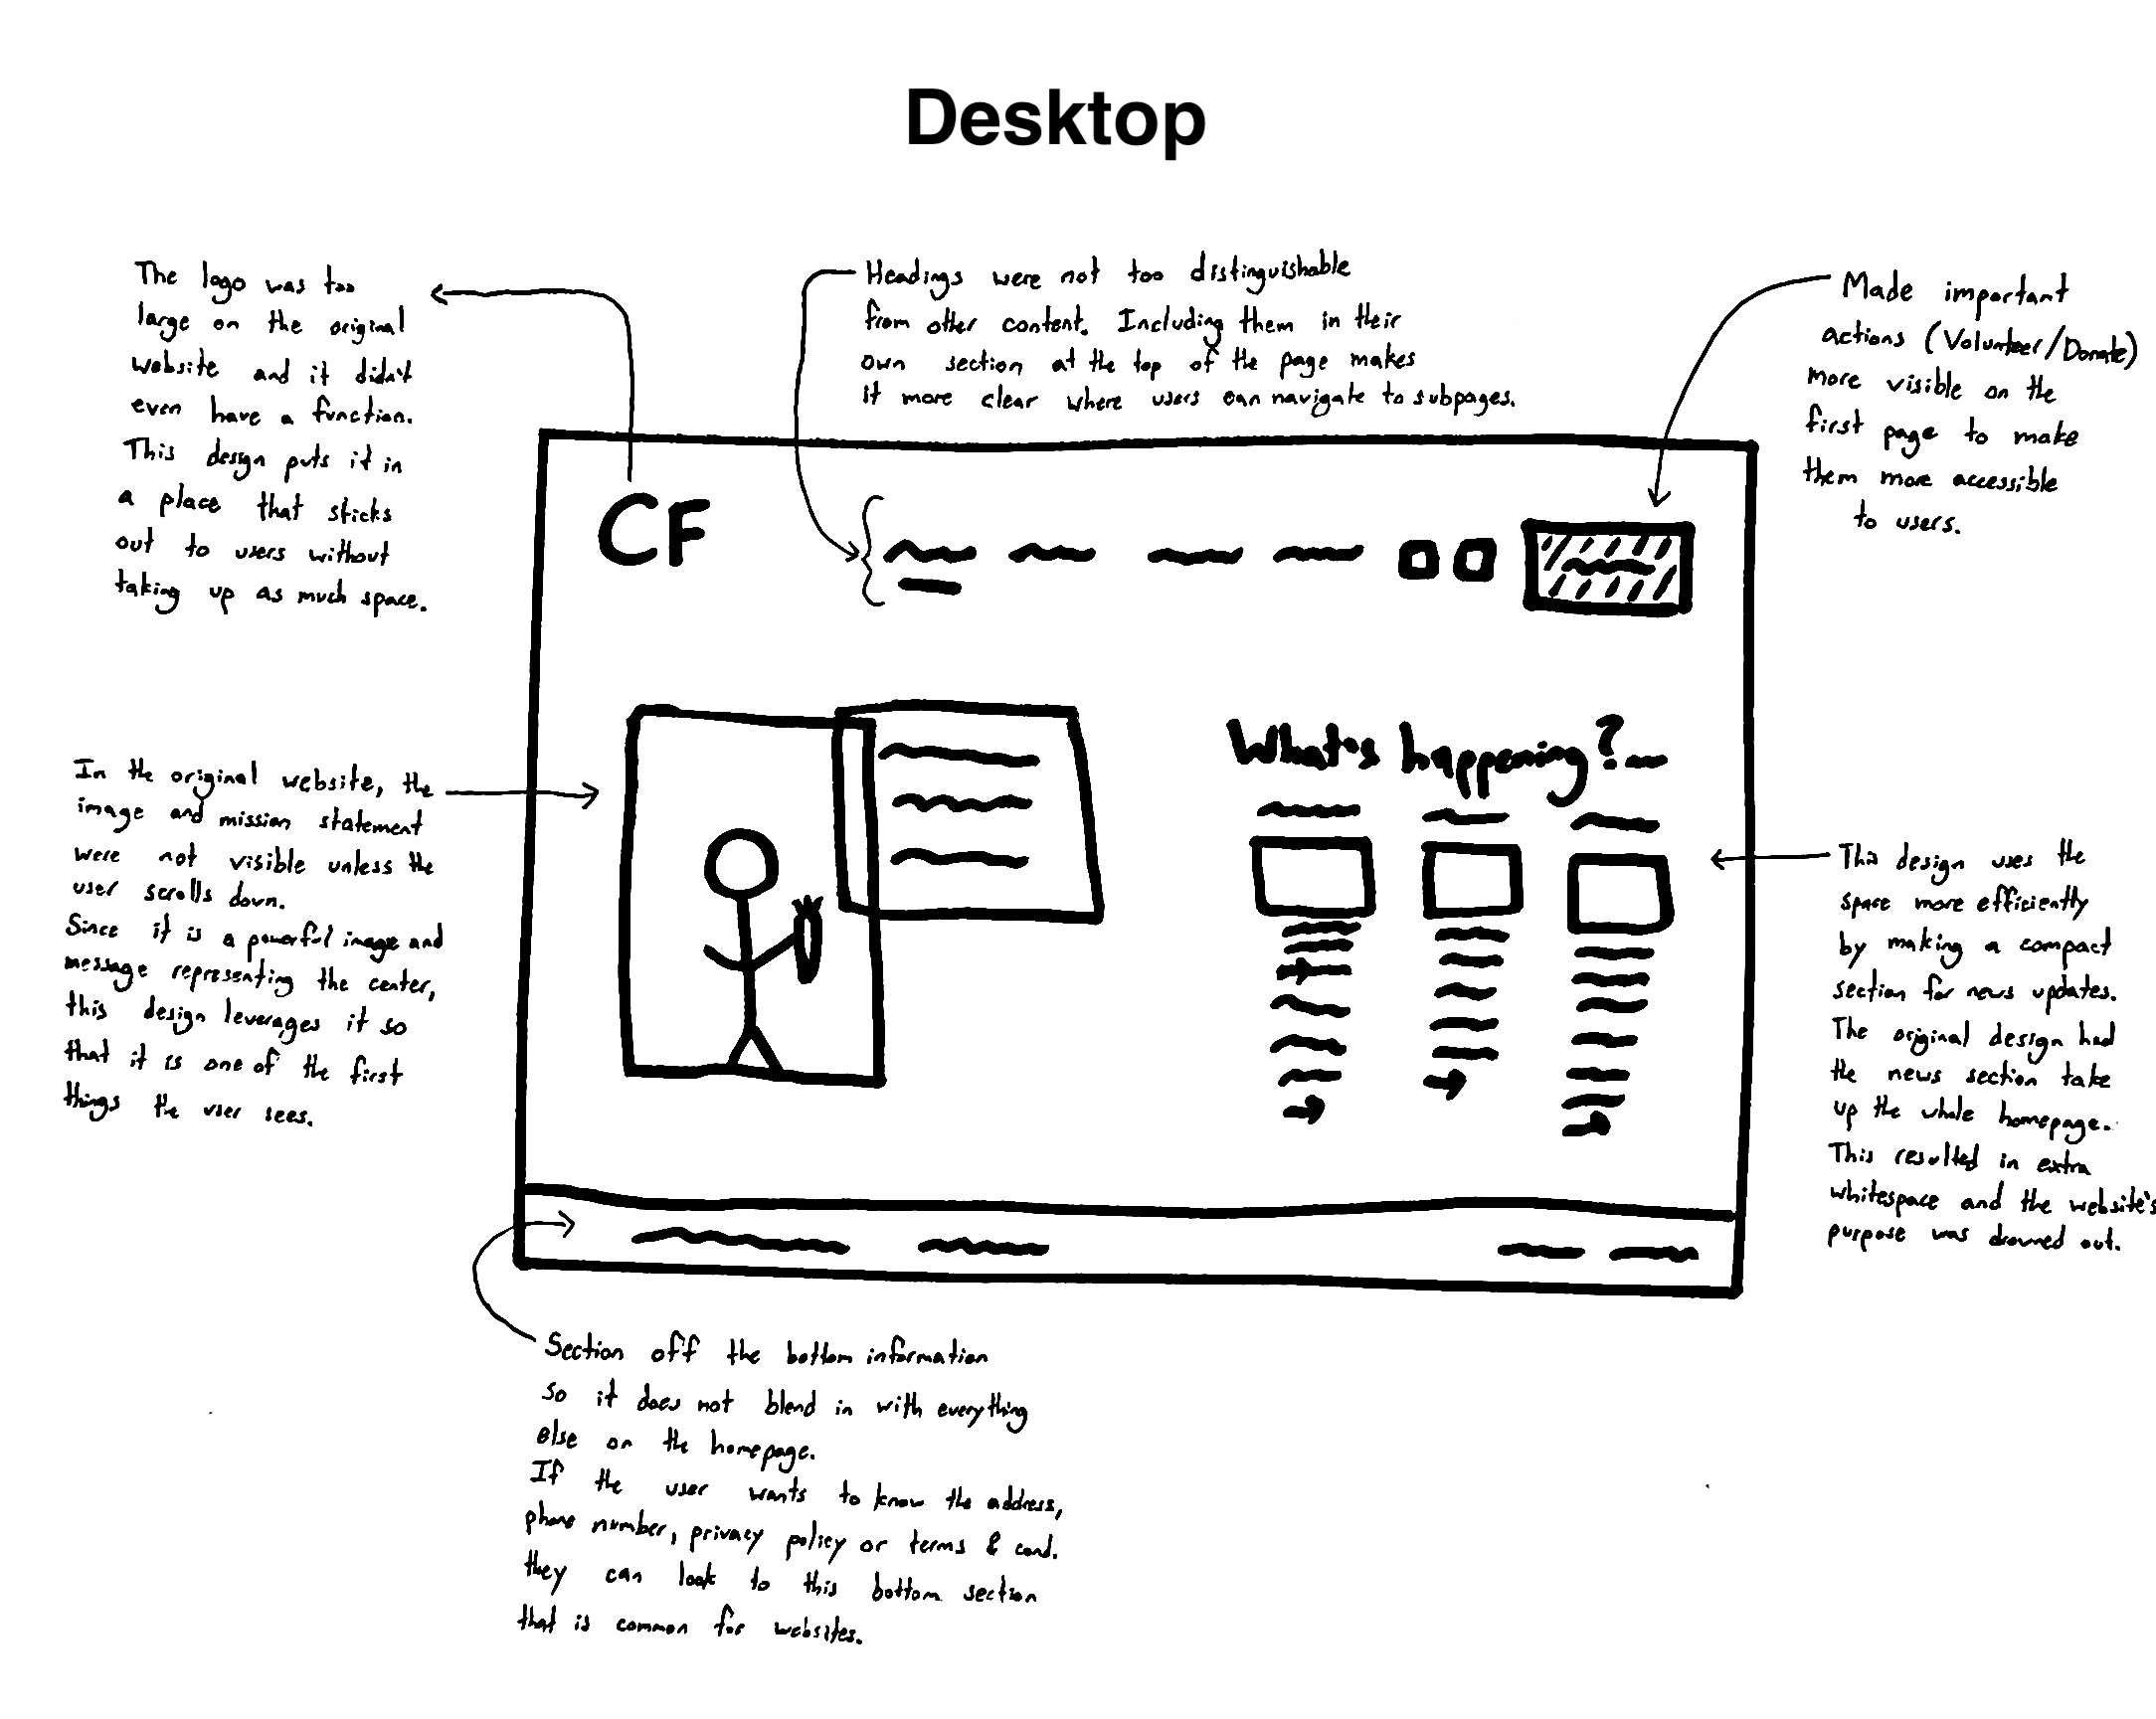 Desktop
The logo was too
large on the original
website and it didn't
even have a function.
This design puts it in
a place that sticks
out to users without
taking up as much space.
Headings were not too distinguishable
from other content. Including them in their
own section at the top of the page makes
it more clear where users can navigate to subpages.
Made important
actions (Volunteer/Donate)
more visible on the
first page to make
them more accessible
to users.
CF
What's happening?
In the original website, the
image and mission statement
were not visible unless the
user scrolls down.
Since it is a powerful image and
message representing the center,
this design leverages it so
that it is one of the first
things the user sees.
This design uses the
space more efficiently
by making a compact
section for news updates.
The original design had
the news section take
up the whole homepage.
This resulted in extra
whitespace and the website's
purpose was drowned out.
Section off the bottom information
so it does not blend in with everything
else on the homepage.
If the user wants to know the address,
phone number, privacy policy or terms & cond.
they can look to this bottom section
that is common for websites.